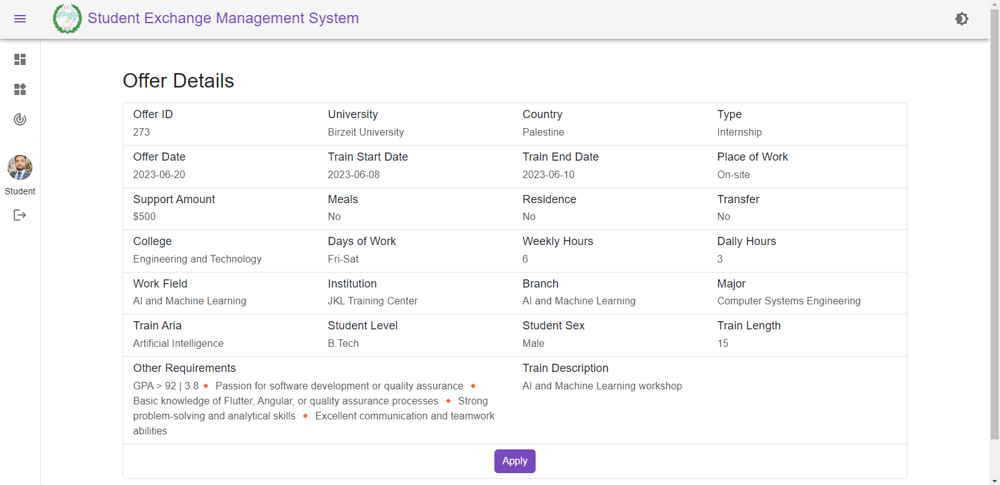 Student Exchange Management System
Student
Offer Details
Offer ID University Country Type
273 Birzeit University Palestine Internship
Offer Date Train Start Date Train End Date Place of Work
2023-06-20 2023-06-08 2023-06-10 On-site
Support Amount Meals Residence Transfer
$500 No No No
College Days of Work Weekly Hours Daily Hours
Engineering and Technology Fri-Sat 6 3
Work Field Institution Branch Major
AI and Machine Learning JKL Training Center AI and Machine Learning Computer Systems Engineering
Train Aria Student Level Student Sex Train Length
Artificial Intelligence B.Tech Male 15
Other Requirements
GPA > 92 | 3.8 🔸 Passion for software development or quality assurance 🔸
Basic knowledge of Flutter, Angular, or quality assurance processes 🔸 Strong
problem-solving and analytical skills 🔸 Excellent communication and teamwork
abilities
Train Description
AI and Machine Learning workshop
Apply